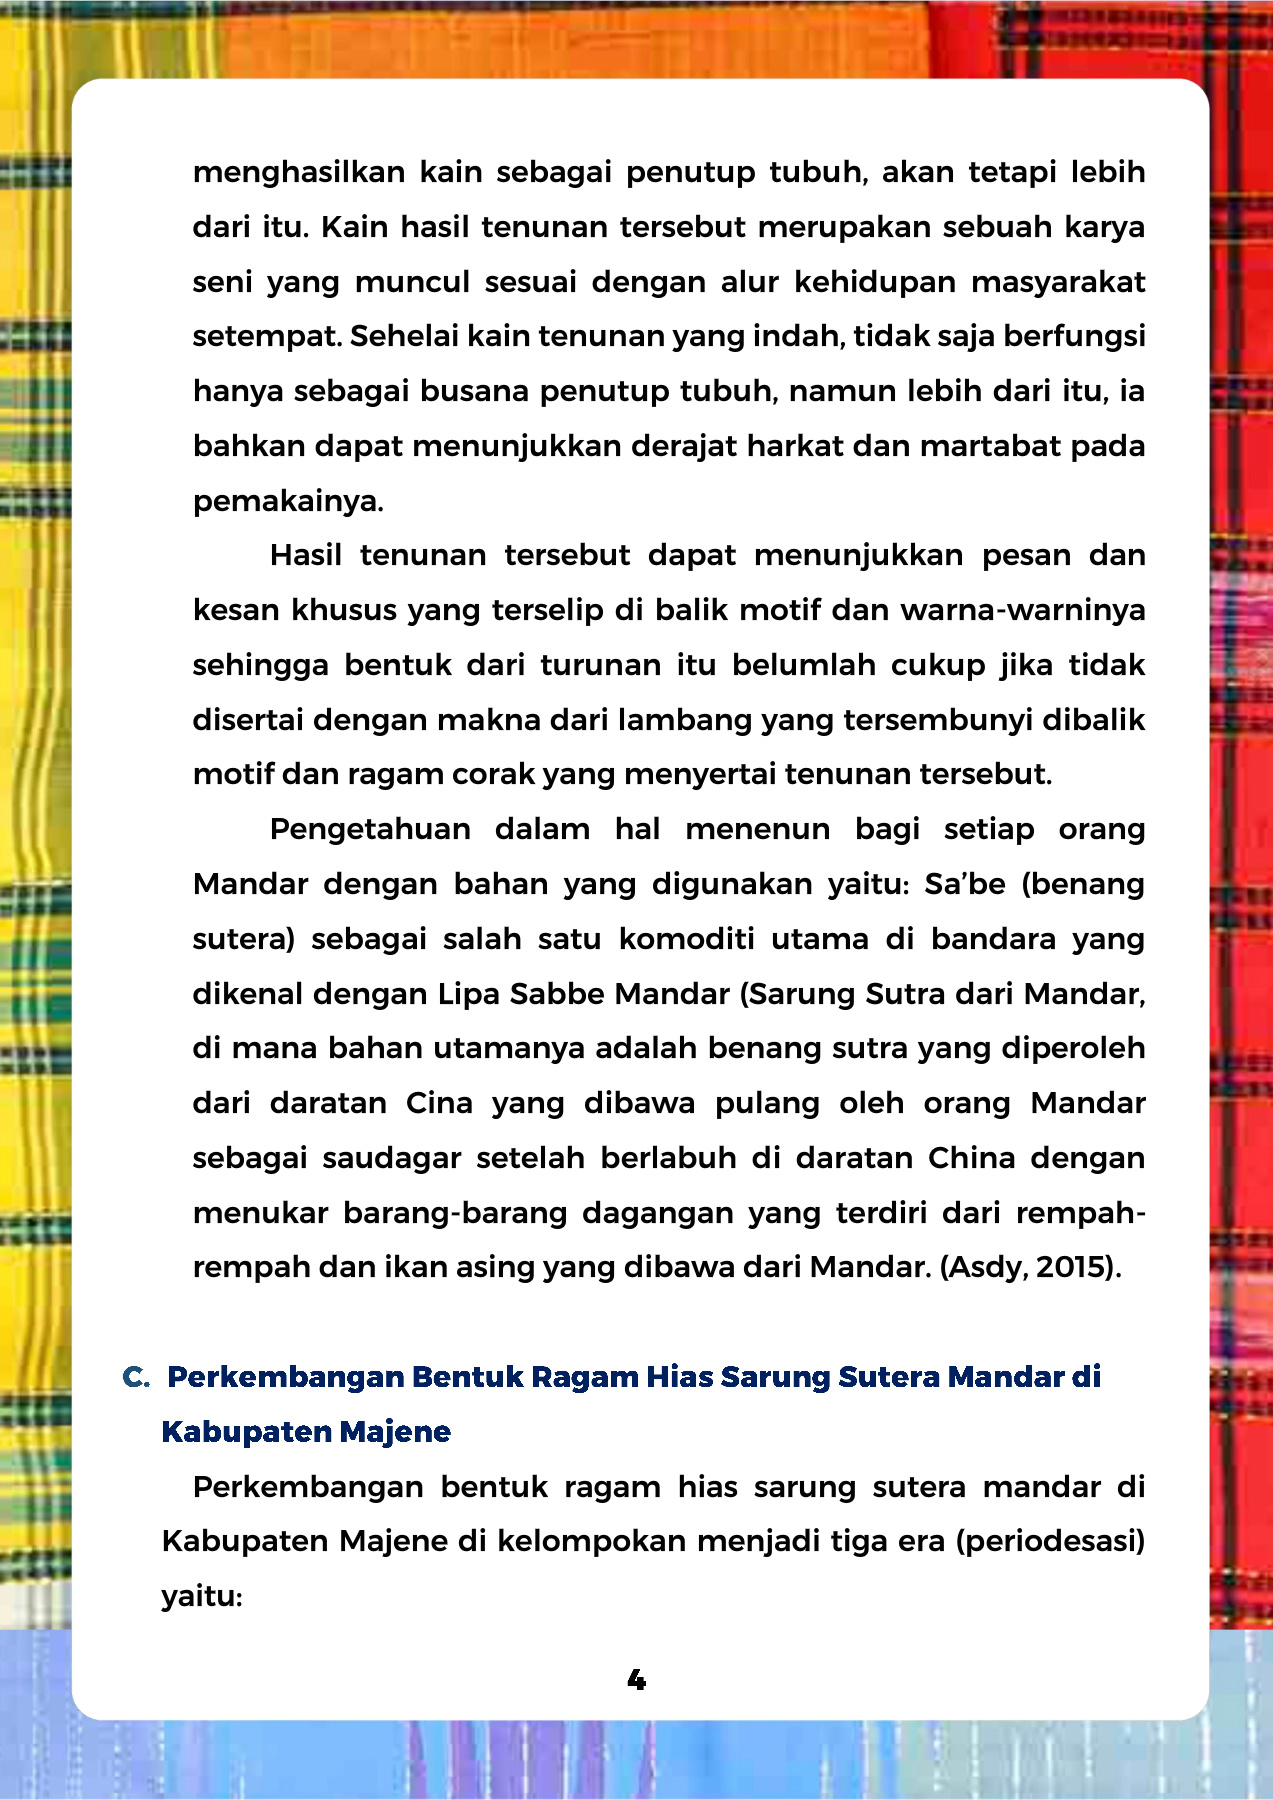 menghasilkan kain sebagai penutup tubuh, akan tetapi lebih
dari itu. Kain hasil tenunan tersebut merupakan sebuah karya
seni yang muncul sesuai dengan alur kehidupan masyarakat
setempat. Sehelai kain tenunan yang indah, tidak saja berfungsi
hanya sebagai busana penutup tubuh, namun lebih dari itu, ia
bahkan dapat menunjukkan derajat harkat dan martabat pada
pemakainya.
Hasil tenunan tersebut dapat menunjukkan pesan dan
kesan khusus yang terselip di balik motif dan warna-warninya
sehingga bentuk dari turunan itu belumlah cukup jika tidak
disertai dengan makna dari lambang yang tersembunyi dibalik
motif dan ragam corak yang menyertai tenunan tersebut.
Pengetahuan dalam hal menenun bagi setiap orang
Mandar dengan bahan yang digunakan yaitu: Sa’be (benang
sutera) sebagai salah satu komoditi utama di bandara yang
dikenal dengan Lipa Sabbe Mandar (Sarung Sutra dari Mandar,
di mana bahan utamanya adalah benang sutra yang diperoleh
dari daratan Cina yang dibawa pulang oleh orang Mandar
sebagai saudagar setelah berlabuh di daratan China dengan
menukar barang-barang dagangan yang terdiri dari rempah-
rempah dan ikan asing yang dibawa dari Mandar. (Asdy, 2015).
C. Perkembangan Bentuk Ragam Hias Sarung Sutera Mandar di
Kabupaten Majene
Perkembangan bentuk ragam hias sarung sutera mandar di
Kabupaten Majene di kelompokan menjadi tiga era (periodesasi)
yaitu:
4